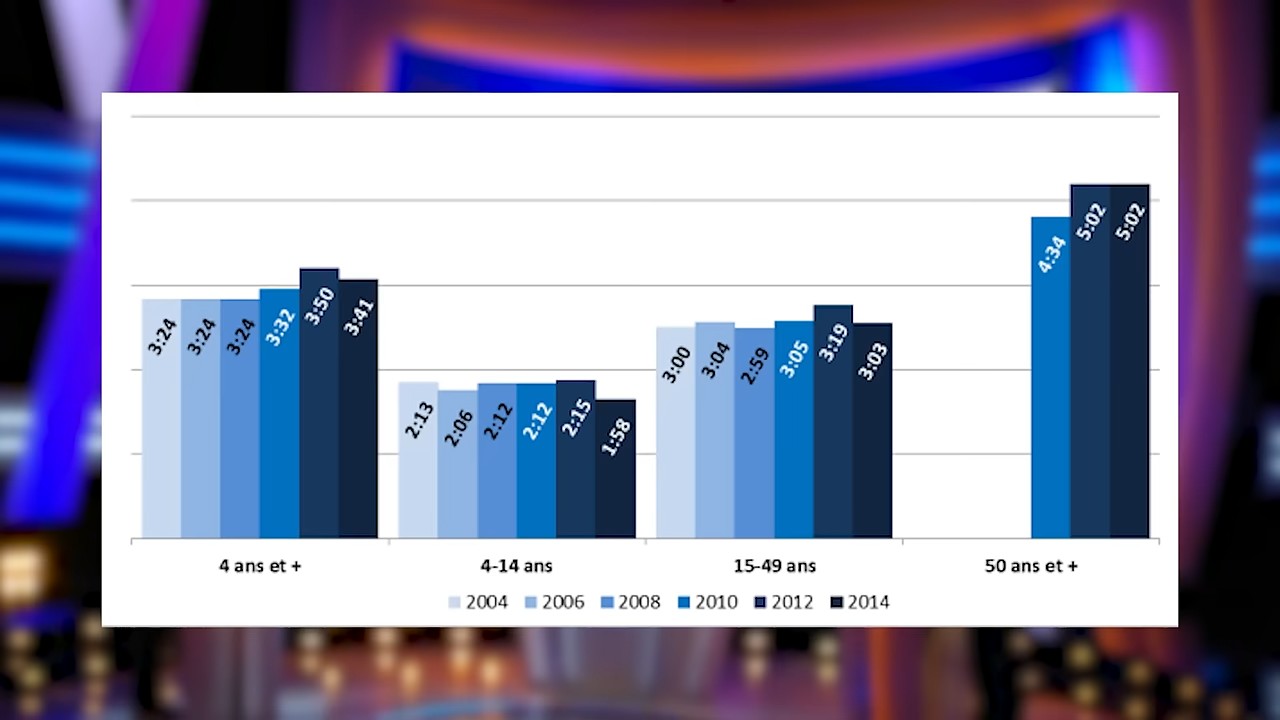 3:24 3:24 3:24 3:32 3:50 3:41
2:13 2:06 2:12 2:12 2:15 1:58
3:00 3:04 2:59 3:05 3:19 3:03
4:34 5:02 5:02
4 ans et + 4-14 ans 15-49 ans 50 ans et +
2004 2006 2008 2010 2012 2014